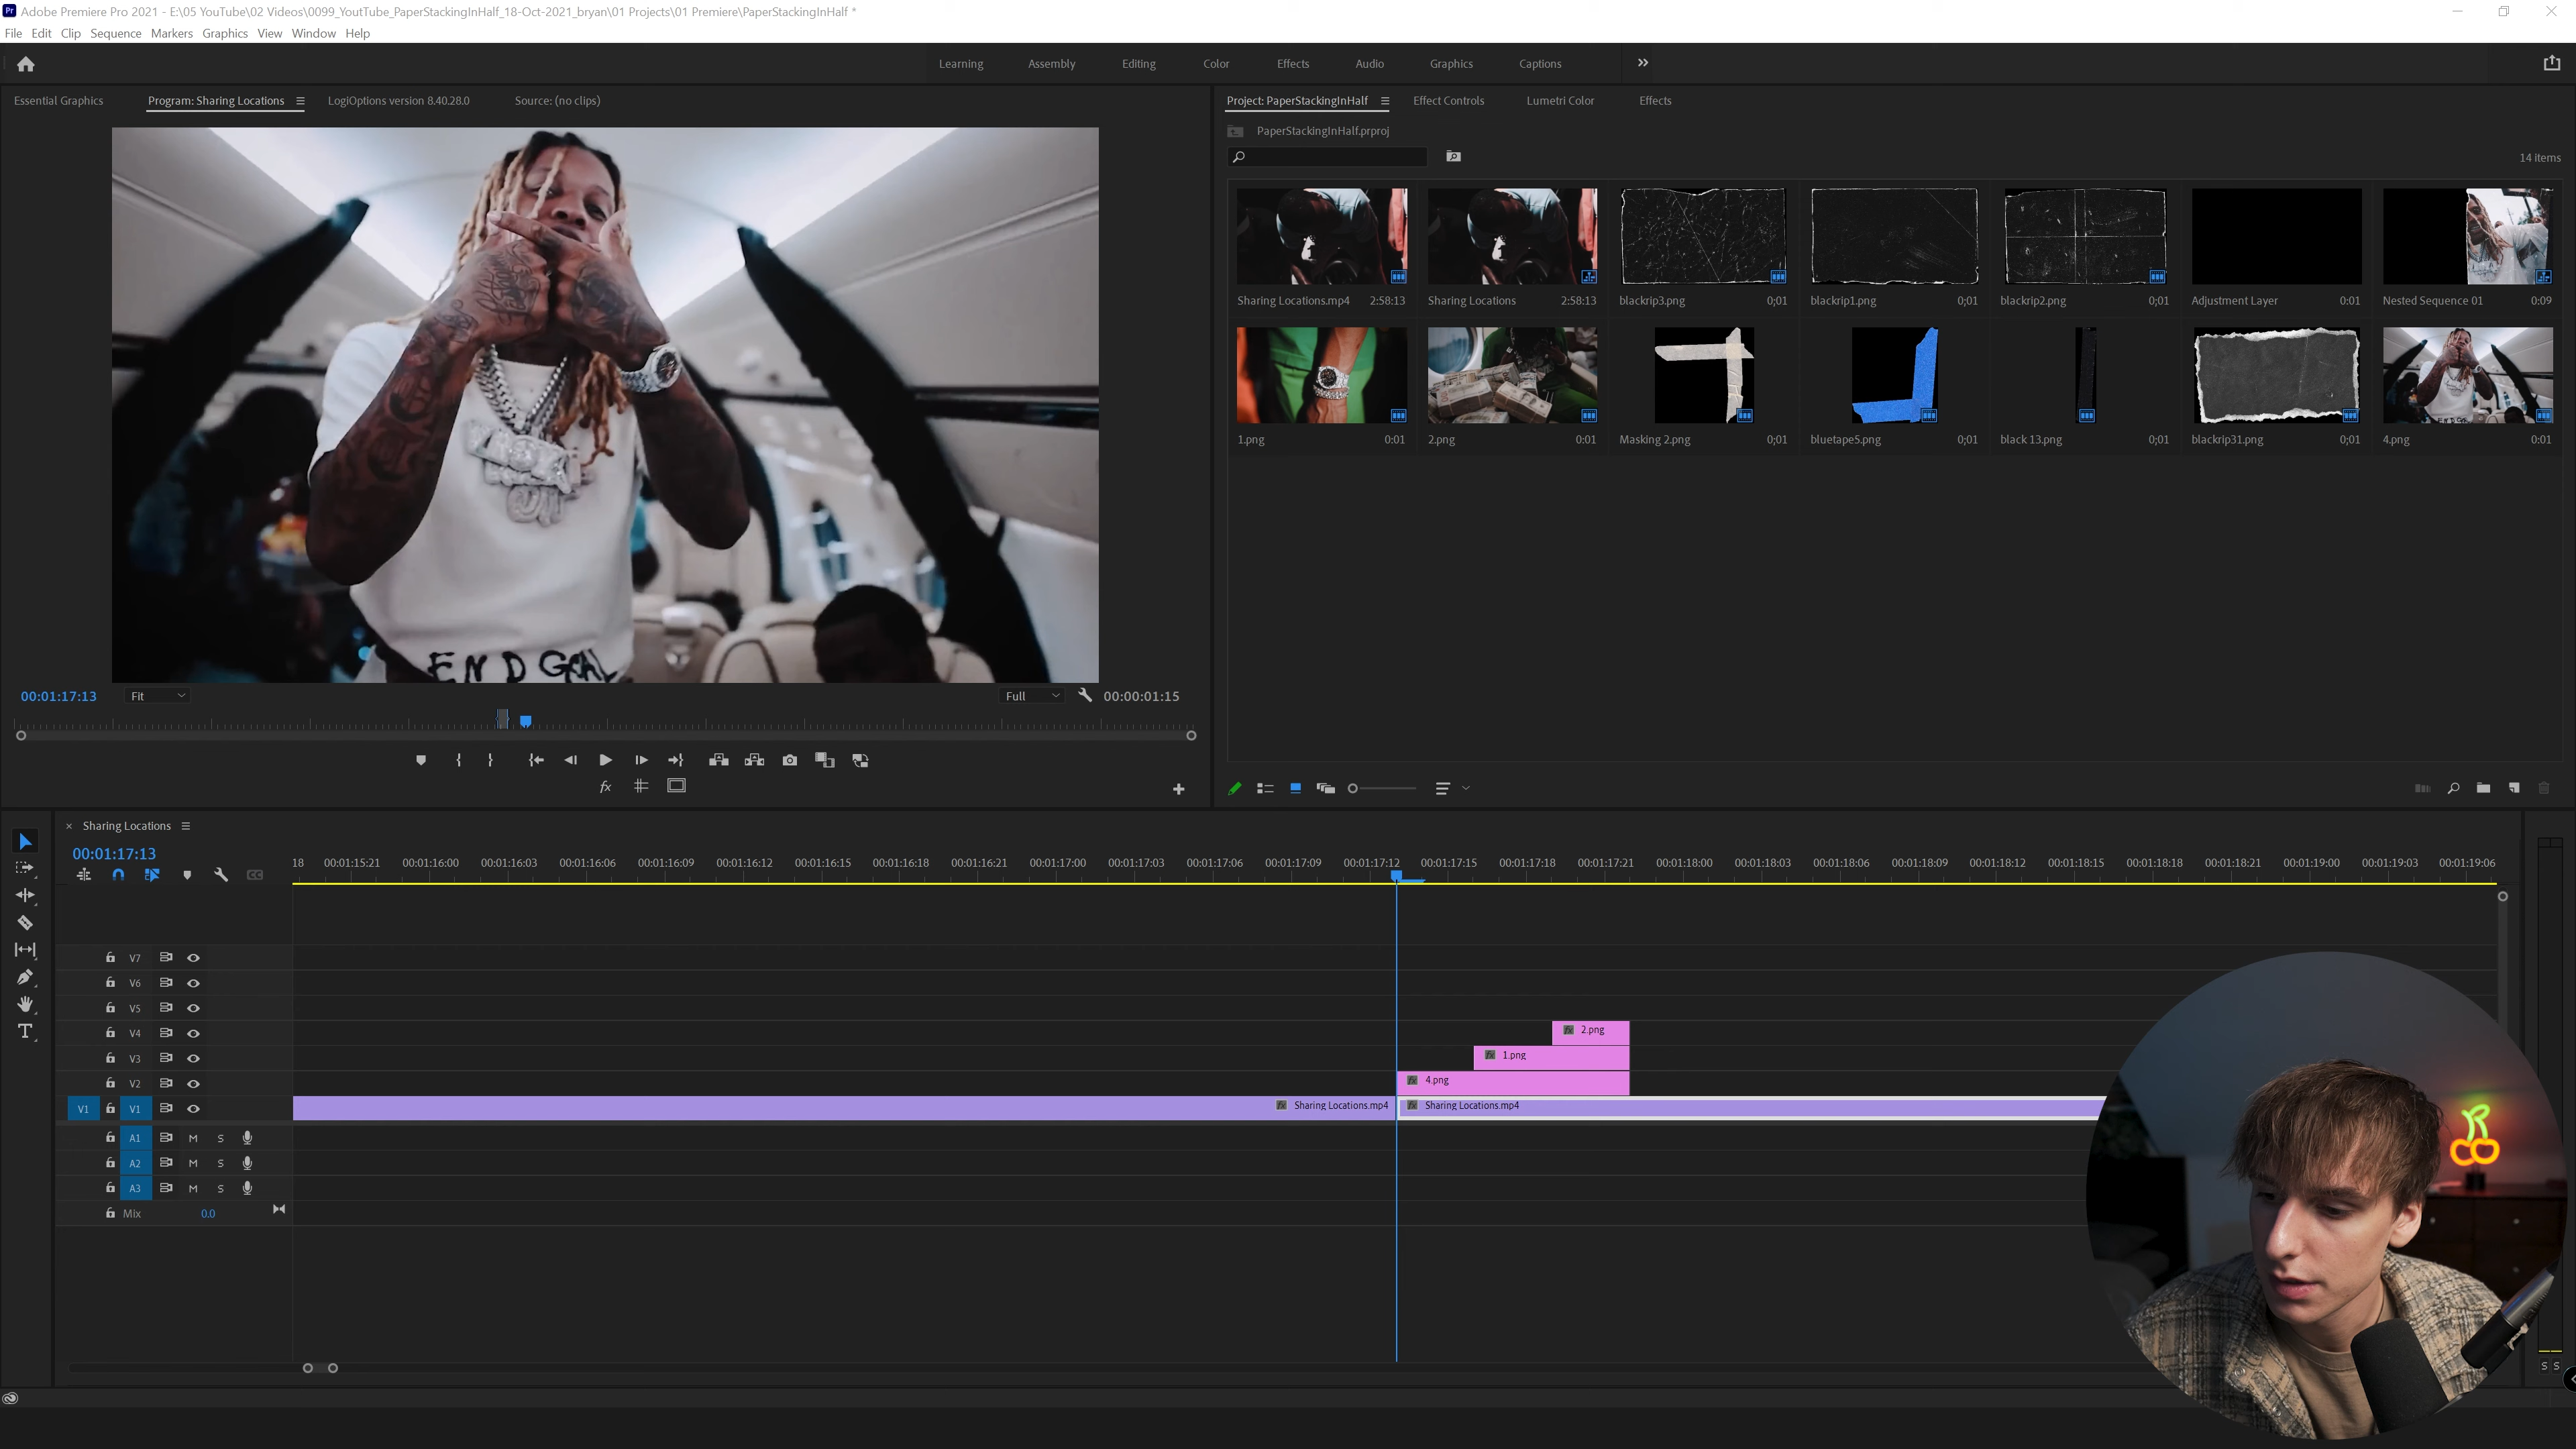 Adobe Premiere Pro 2021 - E:\05 YouTube\02 Videos\0099_YoutTube_PaperStackingInHalf_18-Oct-2021_bryan\01 Projects\01 Premiere\PaperStackingInHalf *
File Edit Clip Sequence Markers Graphics View Window Help
Learning Assembly Editing Color Effects Audio Graphics Captions
Essential Graphics Program: Sharing Locations LogiOptions version 8.40.28.0 Source: (no clips)
Project: PaperStackingInHalf Effect Controls Lumetri Color Effects
PaperStackingInHalf.prproj
14 items
Sharing Locations.mp4 2:58:13 Sharing Locations 2:58:13 blackrip3.png 0;01 blackrip1.png 0;01 blackrip2.png 0;01 Adjustment Layer 0:01 Nested Sequence 01 0:09
1.png 0:01 2.png 0:01 Masking 2.png 0;01 bluetape5.png 0;01 black 13.png 0;01 blackrip31.png 0;01 4.png 0:01
END GOAL
00:01:17:13 Fit Full 00:00:01:15
fx
Sharing Locations
00:01:17:13
18 00:01:15:21 00:01:16:00 00:01:16:03 00:01:16:06 00:01:16:09 00:01:16:12 00:01:16:15 00:01:16:18 00:01:16:21 00:01:17:00 00:01:17:03 00:01:17:06 00:01:17:09 00:01:17:12 00:01:17:15 00:01:17:18 00:01:17:21 00:01:18:00 00:01:18:03 00:01:18:06 00:01:18:09 00:01:18:12 00:01:18:15 00:01:18:18 00:01:18:21 00:01:19:00 00:01:19:03 00:01:19:06
V7
V6
V5
V4 fx 2.png
V3 fx 1.png
V2 fx 4.png
V1 V1 fx Sharing Locations.mp4 fx Sharing Locations.mp4
A1 M S
A2 M S
A3 M S
Mix 0.0
S S